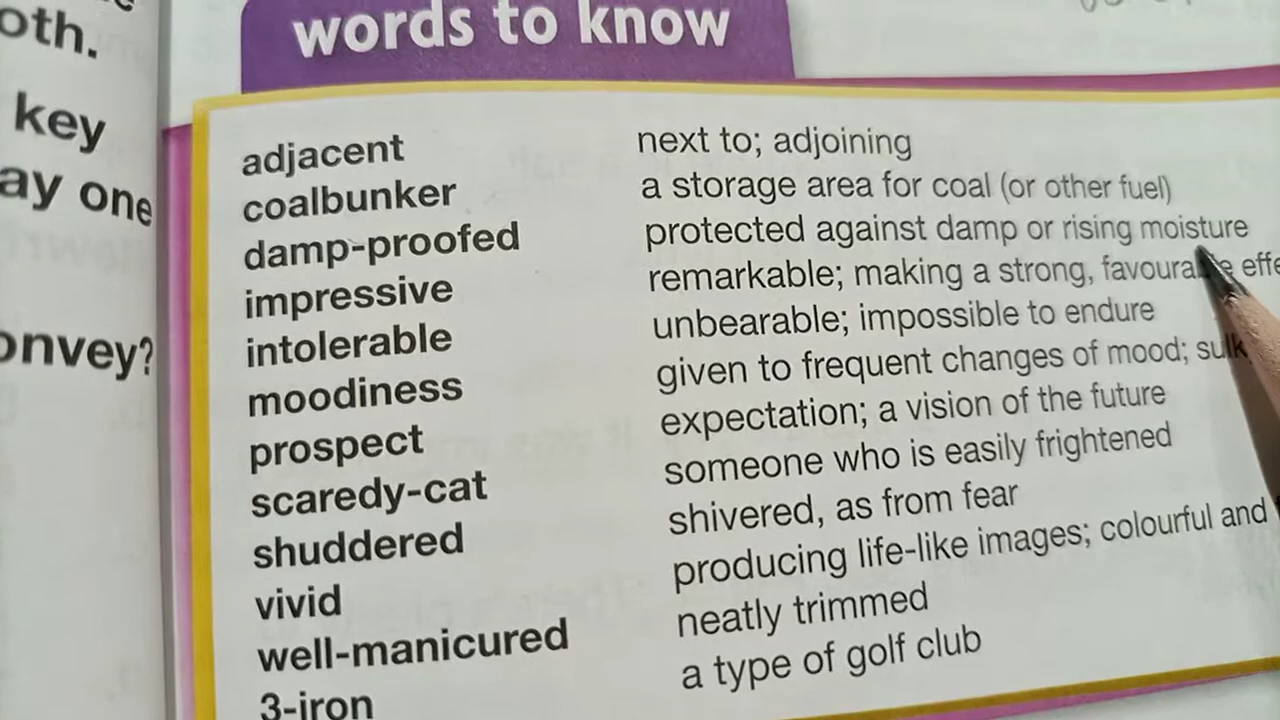 oth.
key
ay one
onvey?
words to know
adjacent next to; adjoining
coalbunker a storage area for coal (or other fuel)
damp-proofed protected against damp or rising moisture
impressive remarkable; making a strong, favourable effe
intolerable unbearable; impossible to endure
moodiness given to frequent changes of mood; sulk
prospect expectation; a vision of the future
scaredy-cat someone who is easily frightened
shuddered shivered, as from fear
vivid producing life-like images; colourful and
well-manicured neatly trimmed
3-iron a type of golf club